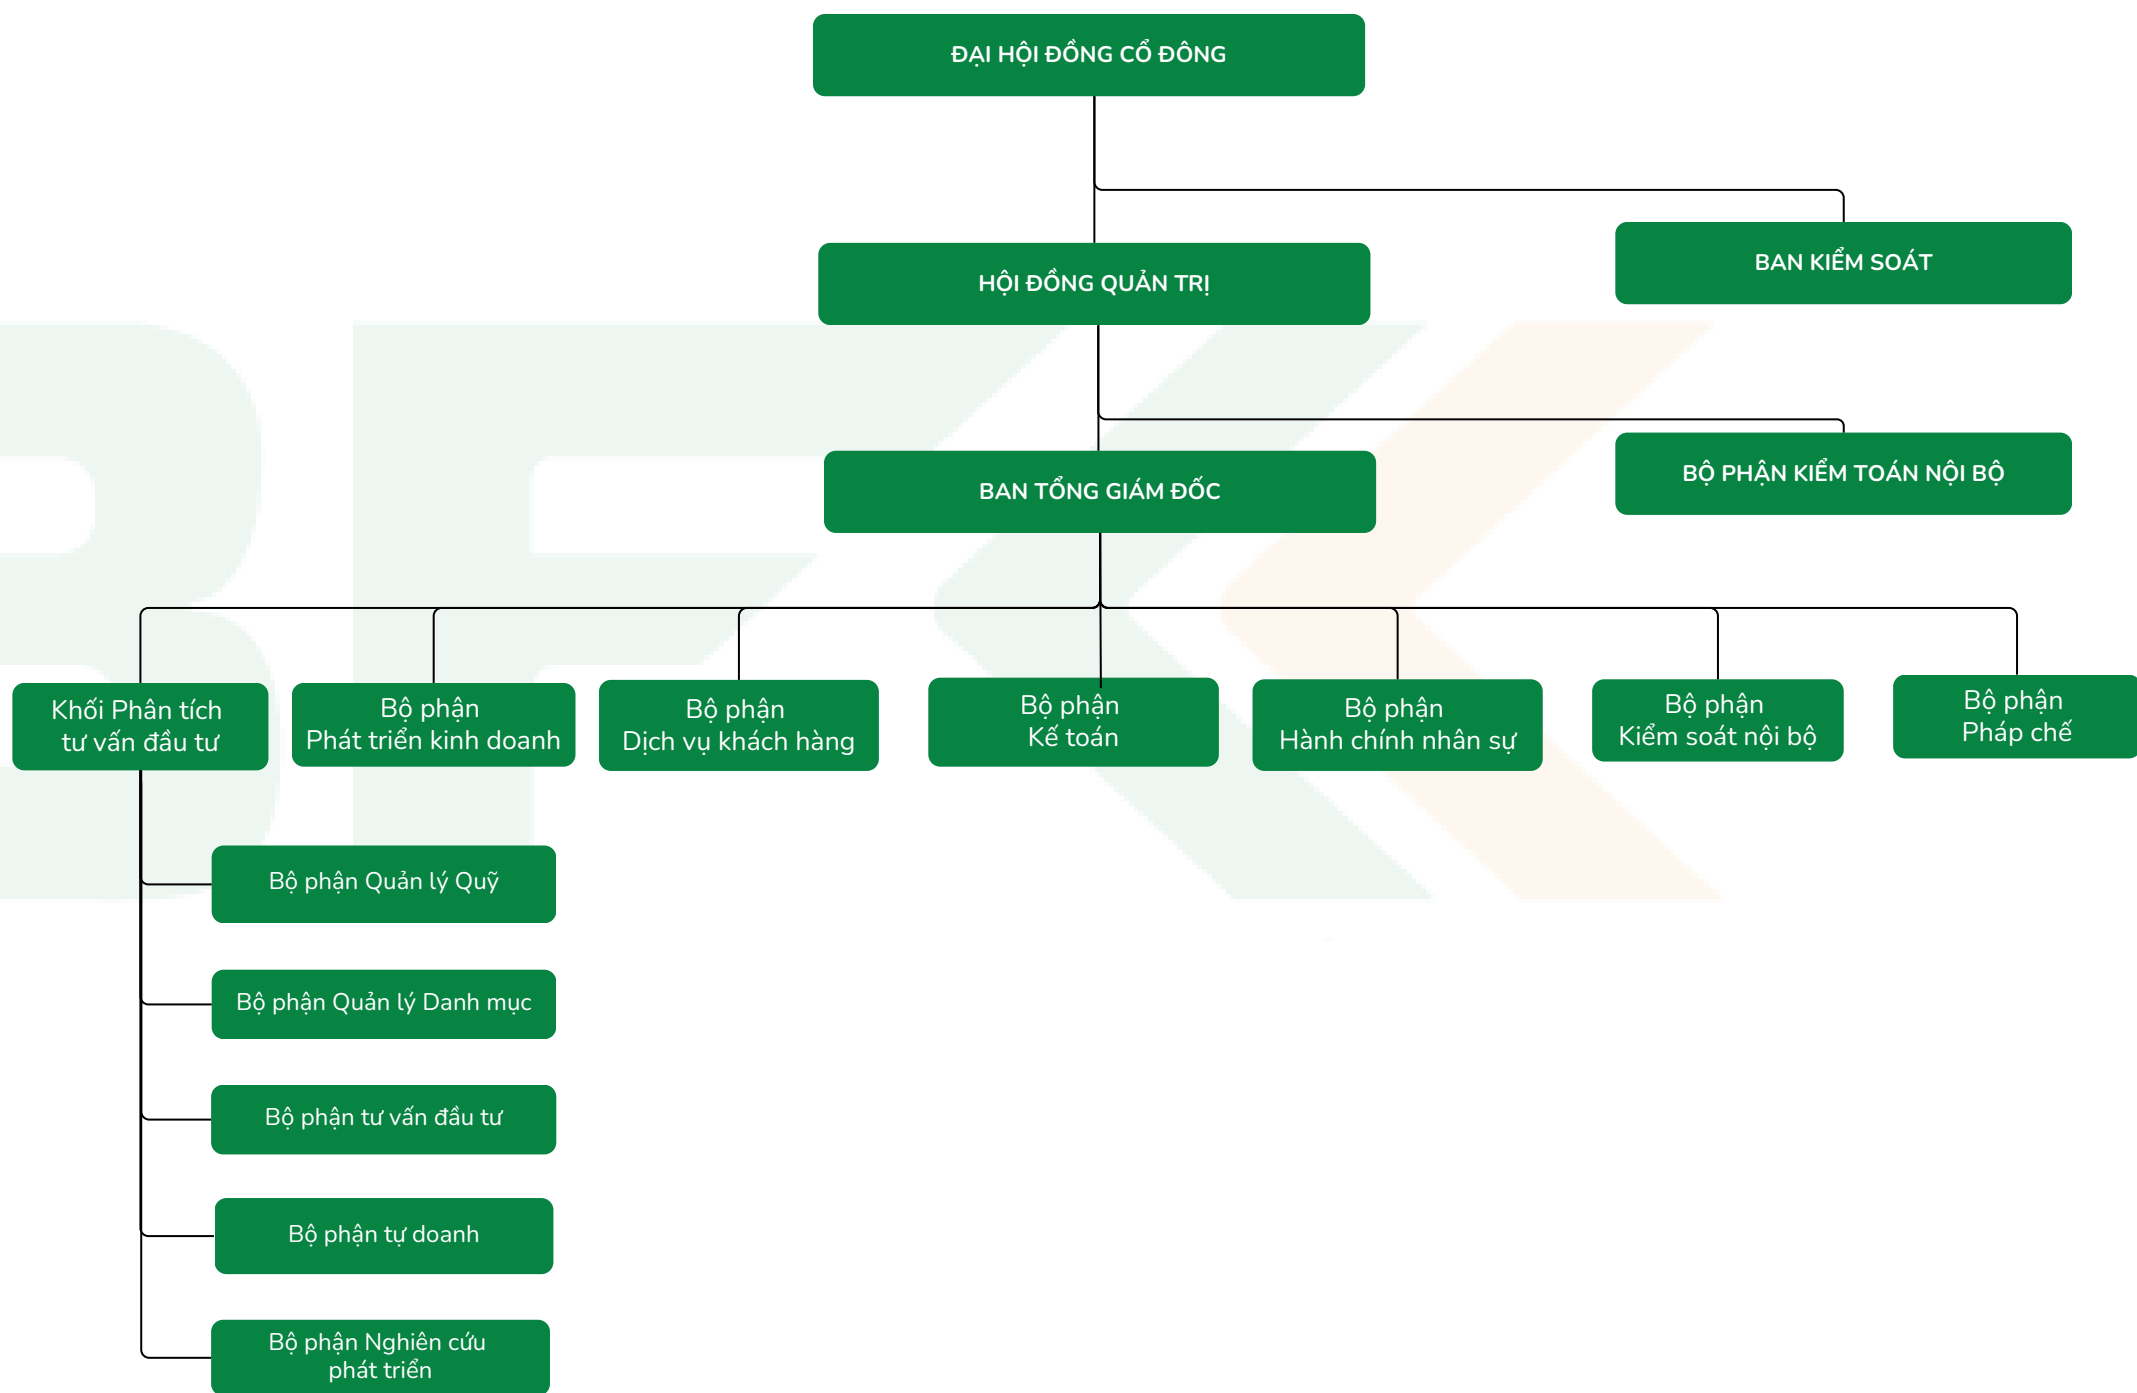 ĐẠI HỘI ĐỒNG CỔ ĐÔNG
BAN KIỂM SOÁT
HỘI ĐỒNG QUẢN TRỊ
BỘ PHẬN KIỂM TOÁN NỘI BỘ
BAN TỔNG GIÁM ĐỐC
Khối Phân tích
tư vấn đầu tư
Bộ phận
Phát triển kinh doanh
Bộ phận
Dịch vụ khách hàng
Bộ phận
Kế toán
Bộ phận
Hành chính nhân sự
Bộ phận
Kiểm soát nội bộ
Bộ phận
Pháp chế
Bộ phận Quản lý Quỹ
Bộ phận Quản lý Danh mục
Bộ phận tư vấn đầu tư
Bộ phận tự doanh
Bộ phận Nghiên cứu
phát triển